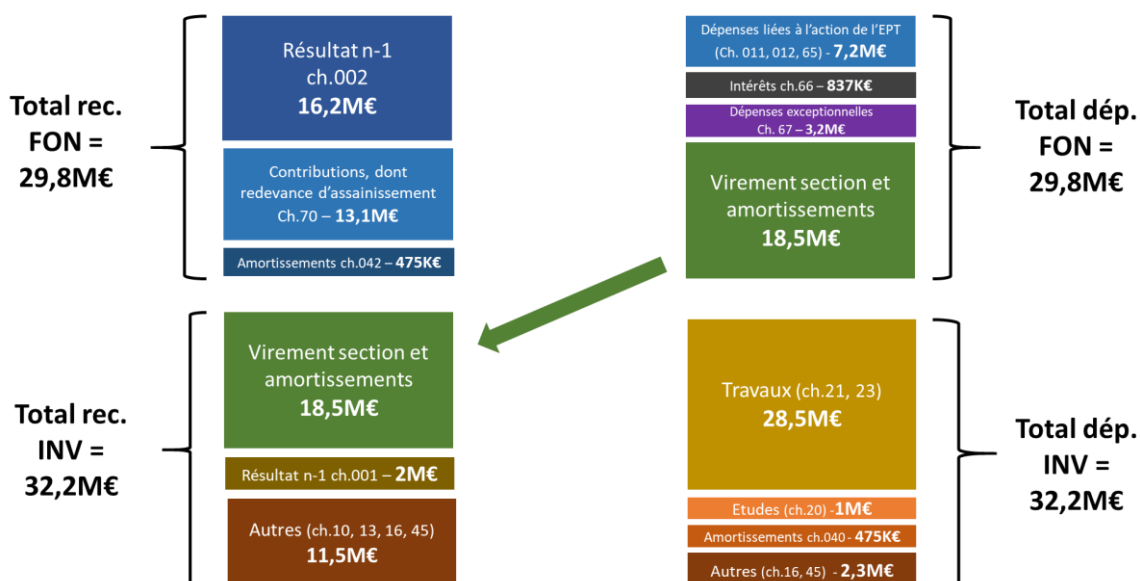 Total rec.
FON =
29,8M€
Résultat n-1
ch.002
16,2M€
Contributions, dont
redevance d’assainissement
Ch.70 – 13,1M€
Amortissements ch.042 – 475K€
Dépenses liées à l’action de l’EPT
(Ch. 011, 012, 65) - 7,2M€
Intérêts ch.66 – 837K€
Dépenses exceptionnelles
Ch. 67 – 3,2M€
Virement section et
amortissements
18,5M€
Total dép.
FON =
29,8M€
Total rec.
INV =
32,2M€
Virement section et
amortissements
18,5M€
Résultat n-1 ch.001 – 2M€
Autres (ch.10, 13, 16, 45)
11,5M€
Travaux (ch.21, 23)
28,5M€
Etudes (ch.20) -1M€
Amortissements ch.040 - 475K€
Autres (ch.16, 45) - 2,3M€
Total dép.
INV =
32,2M€